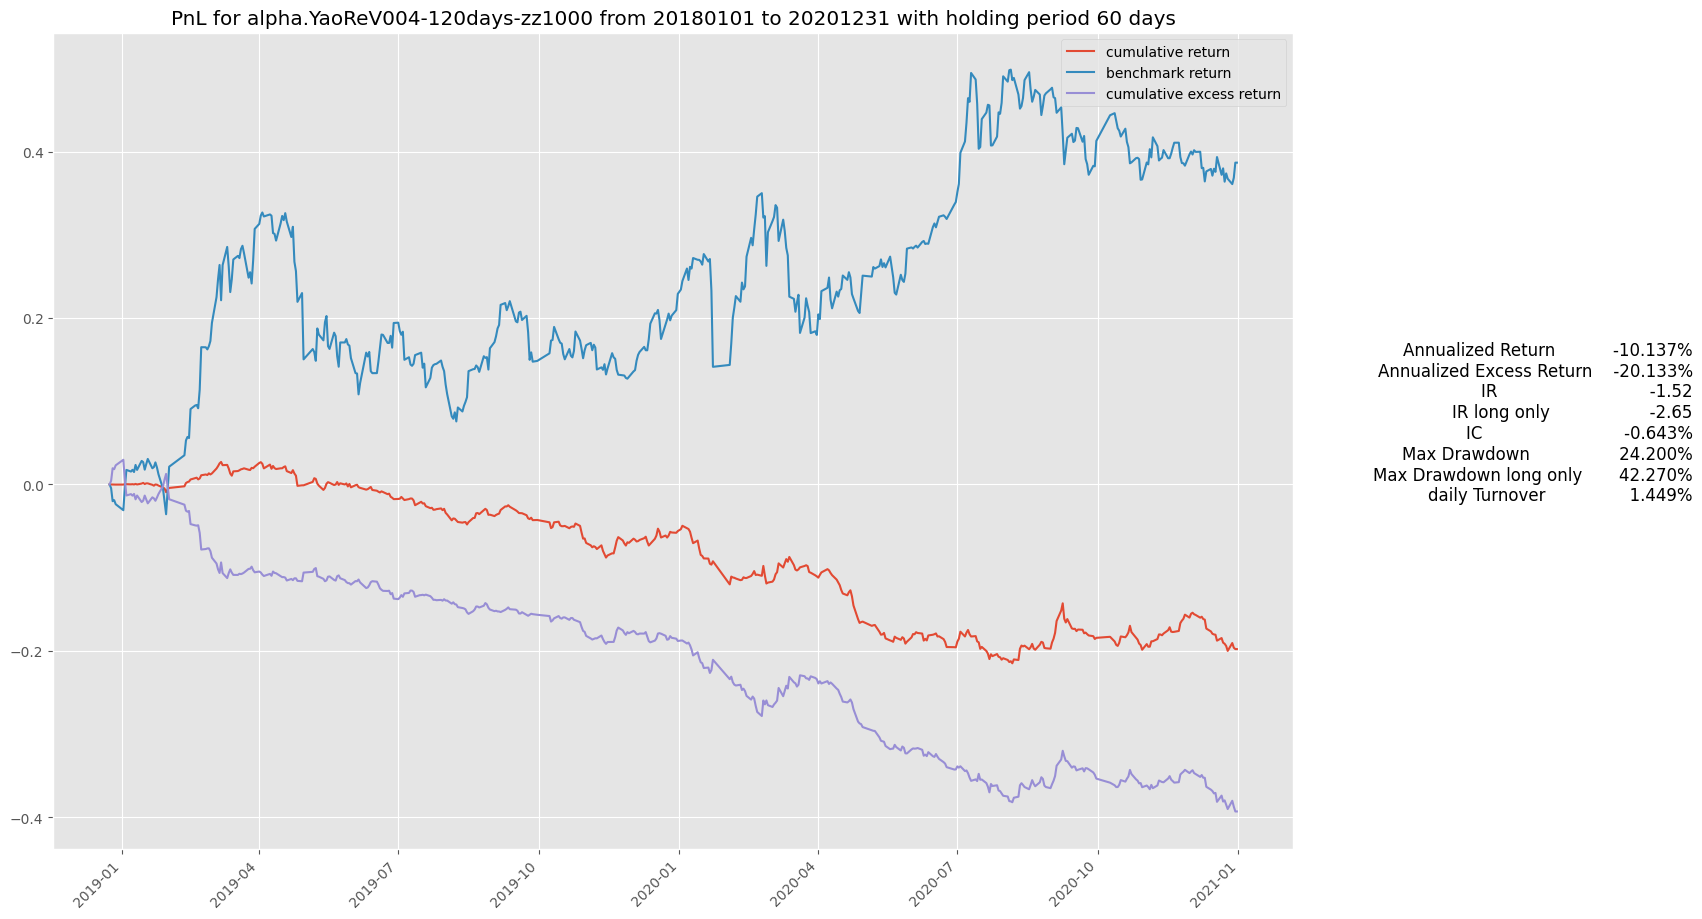 PnL for alpha.YaoReV004-120days-zz1000 from 20180101 to 20201231 with holding period 60 days
cumulative return
benchmark return
cumulative excess return
0.4
0.2
0.0
−0.2
−0.4
2019-01
2019-04
2019-07
2019-10
2020-01
2020-04
2020-07
2020-10
2021-01
Annualized Return -10.137%
Annualized Excess Return -20.133%
IR -1.52
IR long only -2.65
IC -0.643%
Max Drawdown 24.200%
Max Drawdown long only 42.270%
daily Turnover 1.449%